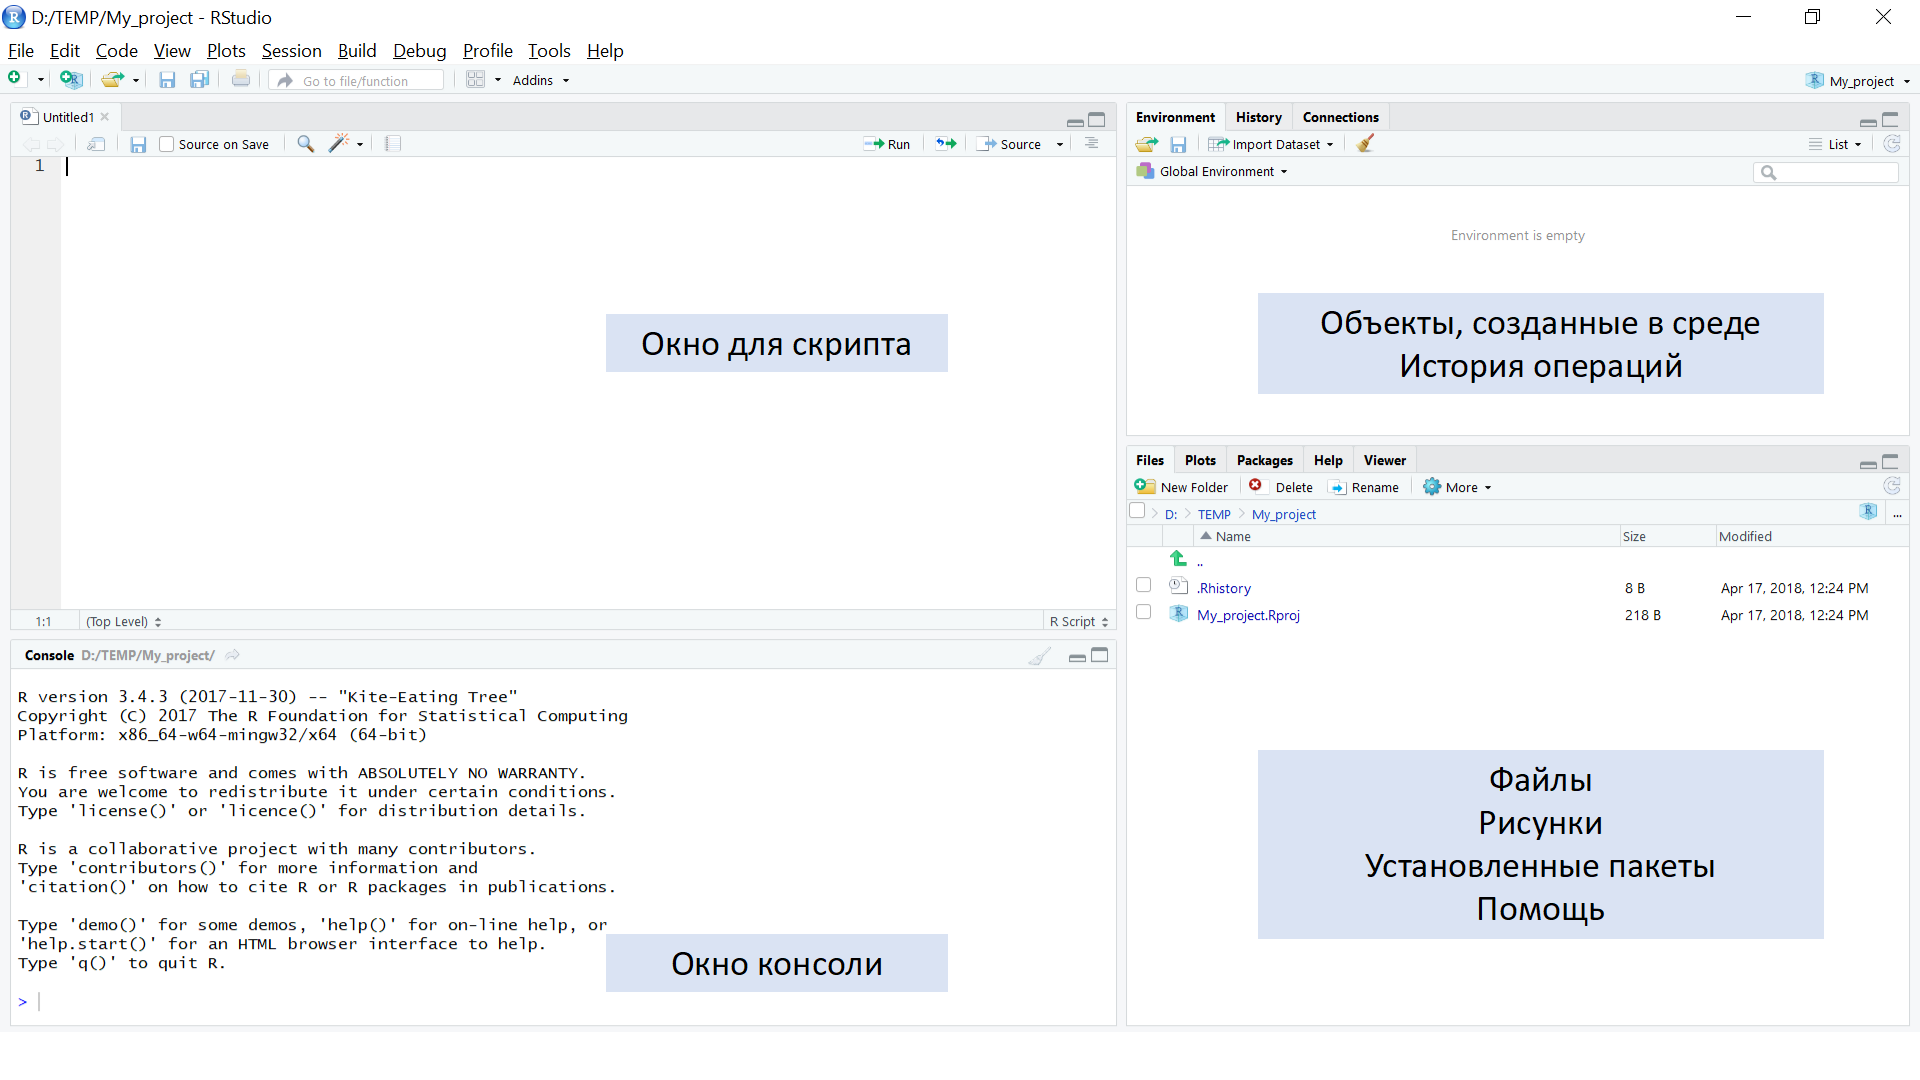 D:/TEMP/My_project - RStudio
File Edit Code View Plots Session Build Debug Profile Tools Help
Go to file/function Addins My_project
Untitled1
Source on Save Run Source
1
Окно для скрипта
1:1 (Top Level) R Script
Console D:/TEMP/My_project/
R version 3.4.3 (2017-11-30) -- "Kite-Eating Tree"
Copyright (C) 2017 The R Foundation for Statistical Computing
Platform: x86_64-w64-mingw32/x64 (64-bit)
R is free software and comes with ABSOLUTELY NO WARRANTY.
You are welcome to redistribute it under certain conditions.
Type 'license()' or 'licence()' for distribution details.
R is a collaborative project with many contributors.
Type 'contributors()' for more information and
'citation()' on how to cite R or R packages in publications.
Type 'demo()' for some demos, 'help()' for on-line help, or
'help.start()' for an HTML browser interface to help.
Type 'q()' to quit R.
>
Окно консоли
Environment History Connections
Import Dataset List
Global Environment
Environment is empty
Объекты, созданные в среде
История операций
Files Plots Packages Help Viewer
New Folder Delete Rename More
D: TEMP My_project ...
Name Size Modified
..
.Rhistory 8 B Apr 17, 2018, 12:24 PM
My_project.Rproj 218 B Apr 17, 2018, 12:24 PM
Файлы
Рисунки
Установленные пакеты
Помощь